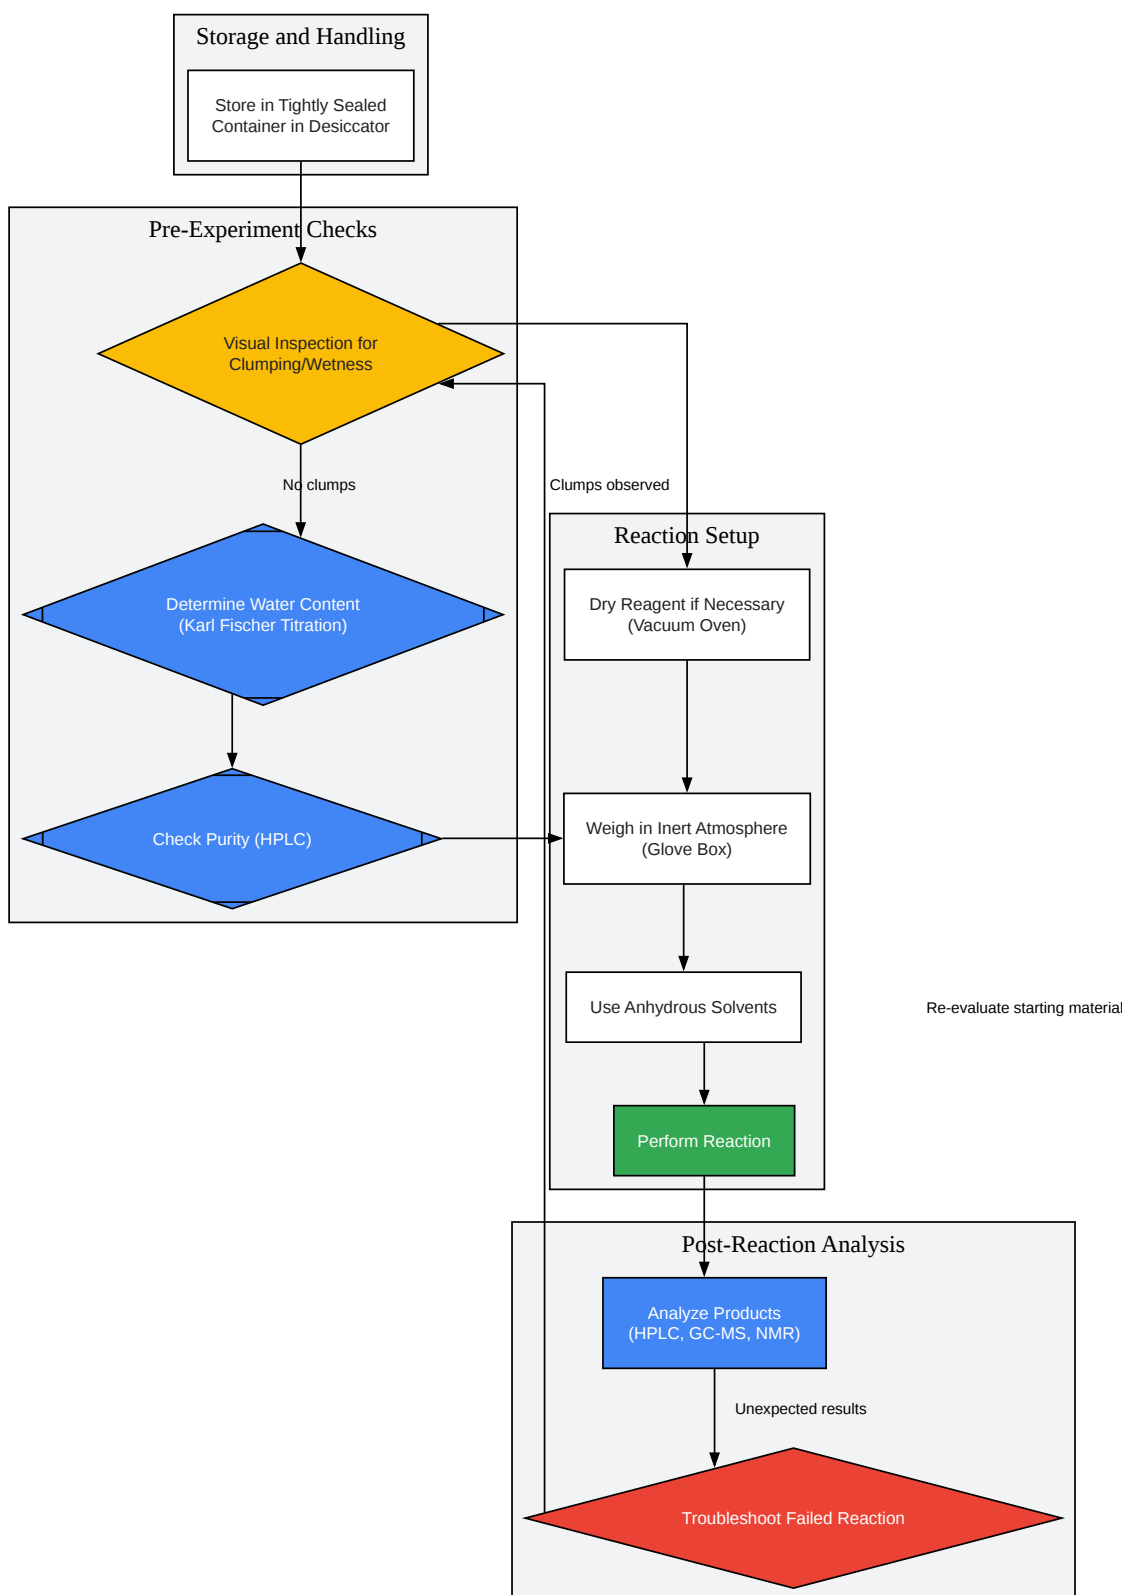 Storage and Handling
Store in Tightly Sealed
Container in Desiccator
Pre-Experiment Checks
Visual Inspection for
Clumping/Wetness
No clumps
Clumps observed
Reaction Setup
Dry Reagent if Necessary
(Vacuum Oven)
Determine Water Content
(Karl Fischer Titration)
Check Purity (HPLC)
Weigh in Inert Atmosphere
(Glove Box)
Use Anhydrous Solvents
Re-evaluate starting material
Perform Reaction
Post-Reaction Analysis
Analyze Products
(HPLC, GC-MS, NMR)
Unexpected results
Troubleshoot Failed Reaction